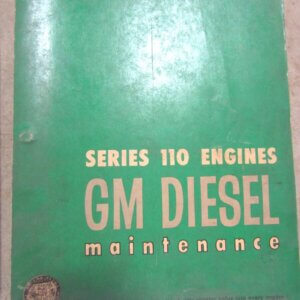 SERIES 110 ENGINES
GM DIESEL
maintenance